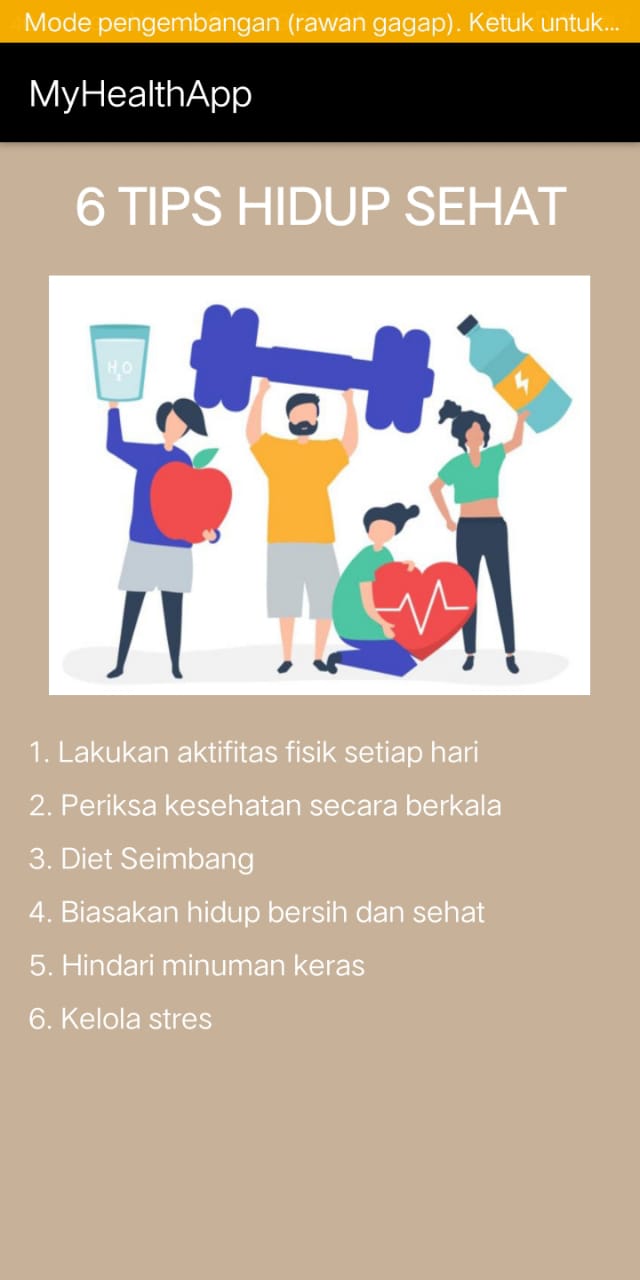 Mode pengembangan (rawan gagap). Ketuk untuk...
MyHealthApp
6 TIPS HIDUP SEHAT
H2O
1. Lakukan aktifitas fisik setiap hari
2. Periksa kesehatan secara berkala
3. Diet Seimbang
4. Biasakan hidup bersih dan sehat
5. Hindari minuman keras
6. Kelola stres